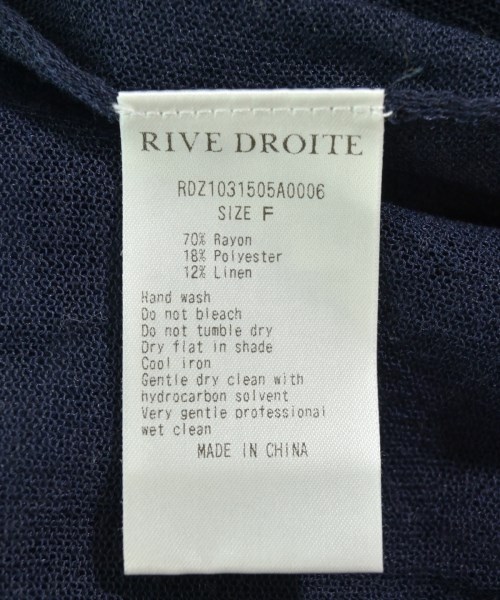 RIVE DROITE
RDZ1031505A0006
SIZE F
70% Rayon
18% Polyester
12% Linen
Hand wash
Do not bleach
Do not tumble dry
Dry flat in shade
Cool iron
Gentle dry clean with
hydrocarbon solvent
Very gentle professional
wet clean
MADE IN CHINA